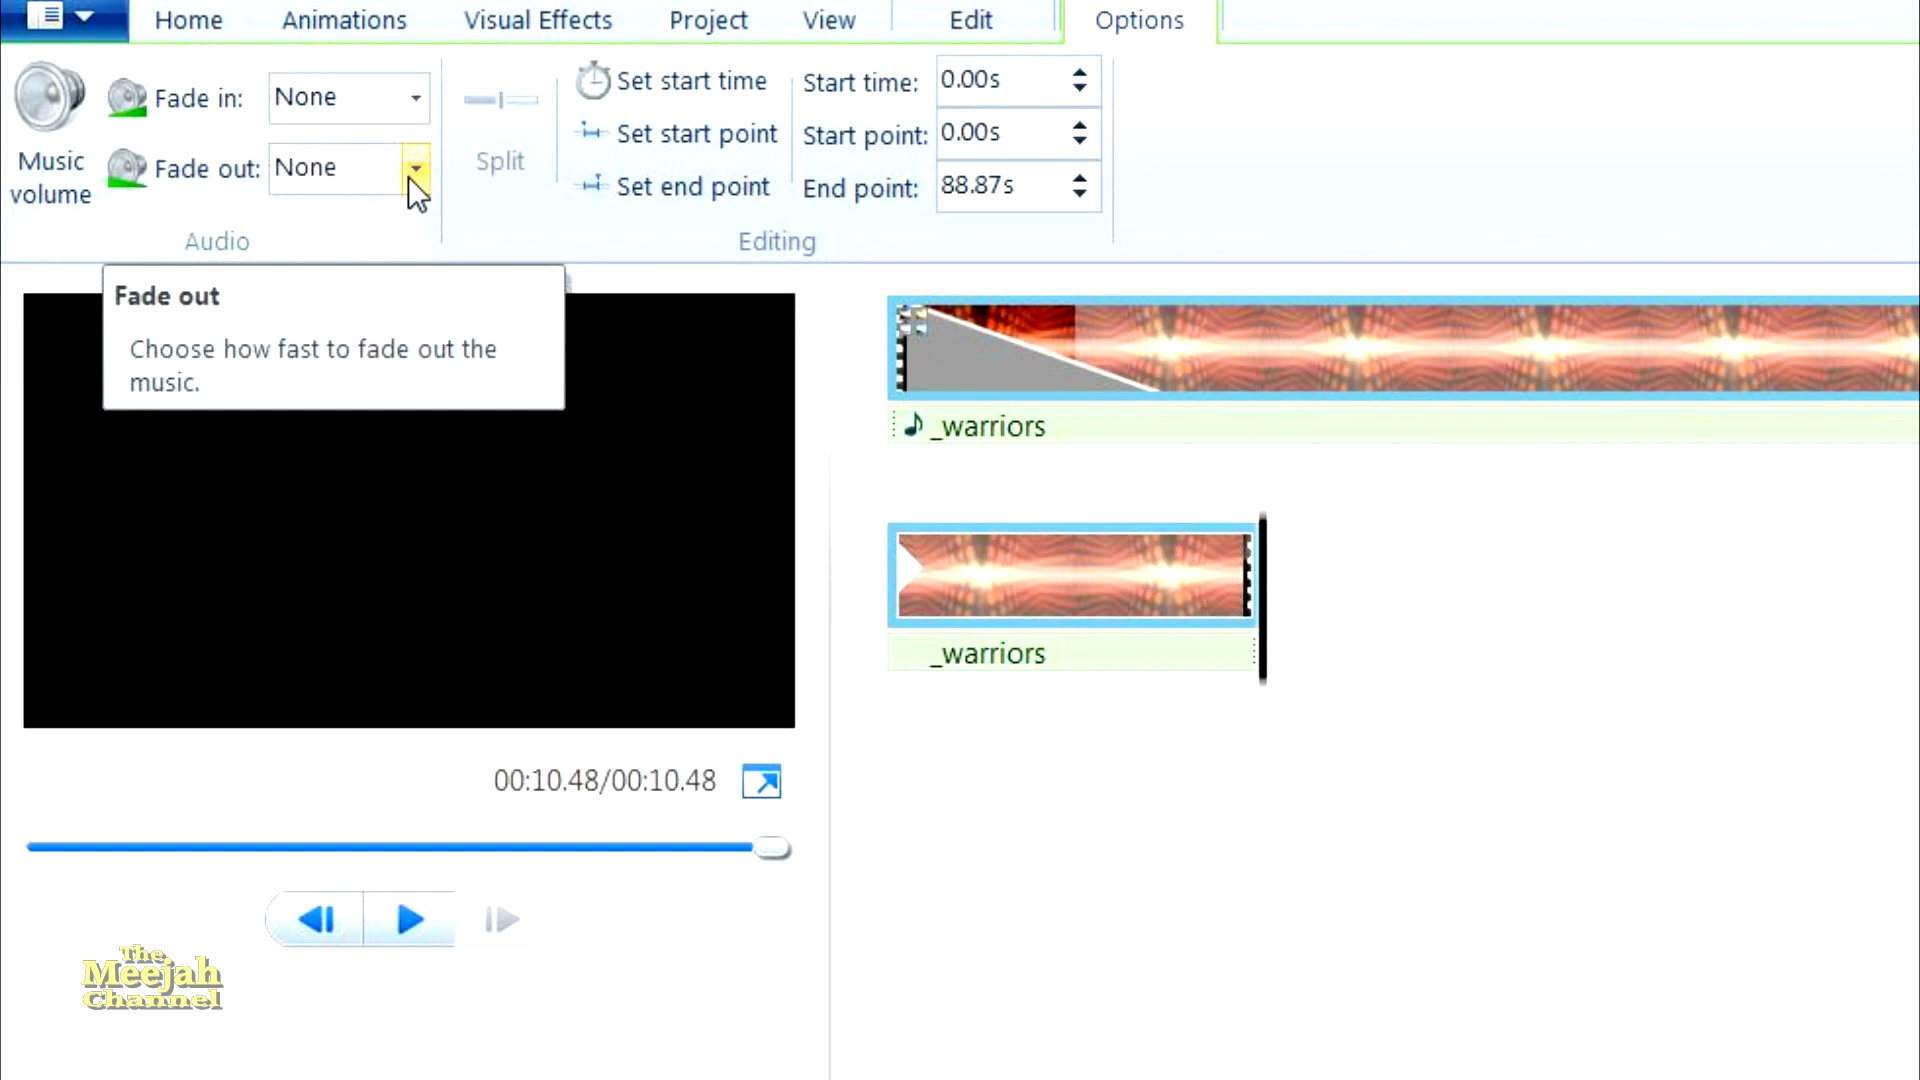 Home Animations Visual Effects Project View Edit Options
Fade in: None
Music volume
Fade out: None
Audio
Split
Set start time
Set start point
Set end point
Start time: 0.00s
Start point: 0.00s
End point: 88.87s
Editing
Fade out
Choose how fast to fade out the
music.
_warriors
_warriors
00:10.48/00:10.48
The
Meejah
Channel